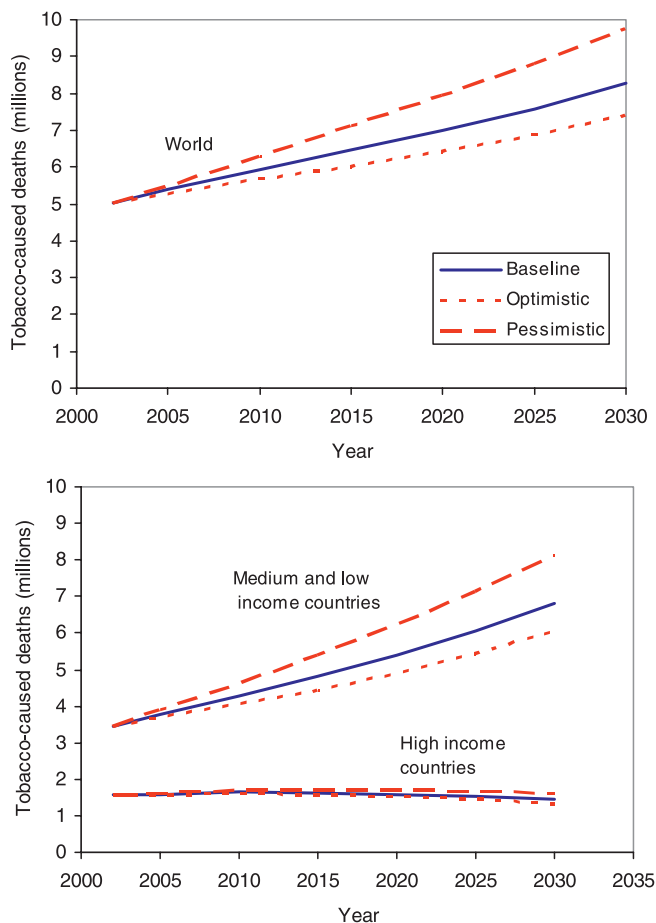 Tobacco-caused deaths (millions)
10
9
8
7
6
5
4
3
2
1
0
World
Baseline
Optimistic
Pessimistic
2000 2005 2010 2015 2020 2025 2030
Year
Tobacco-caused deaths (millions)
10
9
8
7
6
5
4
3
2
1
0
Medium and low
income countries
High income
countries
2000 2005 2010 2015 2020 2025 2030 2035
Year